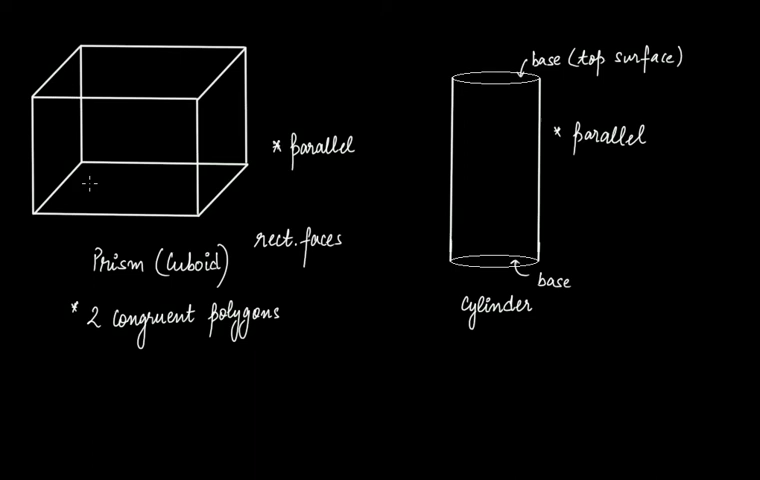 base (top surface)
* parallel
* parallel
rect. faces
Prism (Cuboid)
base
* 2 congruent polygons
Cylinder